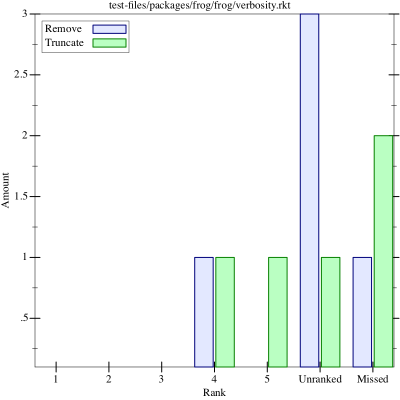 test-files/packages/frog/frog/verbosity.rkt
Remove
Truncate
3
2.5
2
1.5
1
.5
Amount
1 2 3 4 5 Unranked Missed
Rank